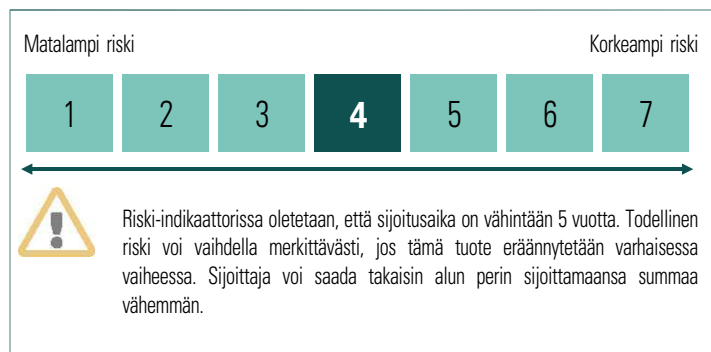 Matalampi riski Korkeampi riski
1 2 3 4 5 6 7
Riski-indikaattorissa oletetaan, että sijoitusaika on vähintään 5 vuotta. Todellinen
riski voi vaihdella merkittävästi, jos tämä tuote eräännytetään varhaisessa
vaiheessa. Sijoittaja voi saada takaisin alun perin sijoittamaansa summaa
vähemmän.